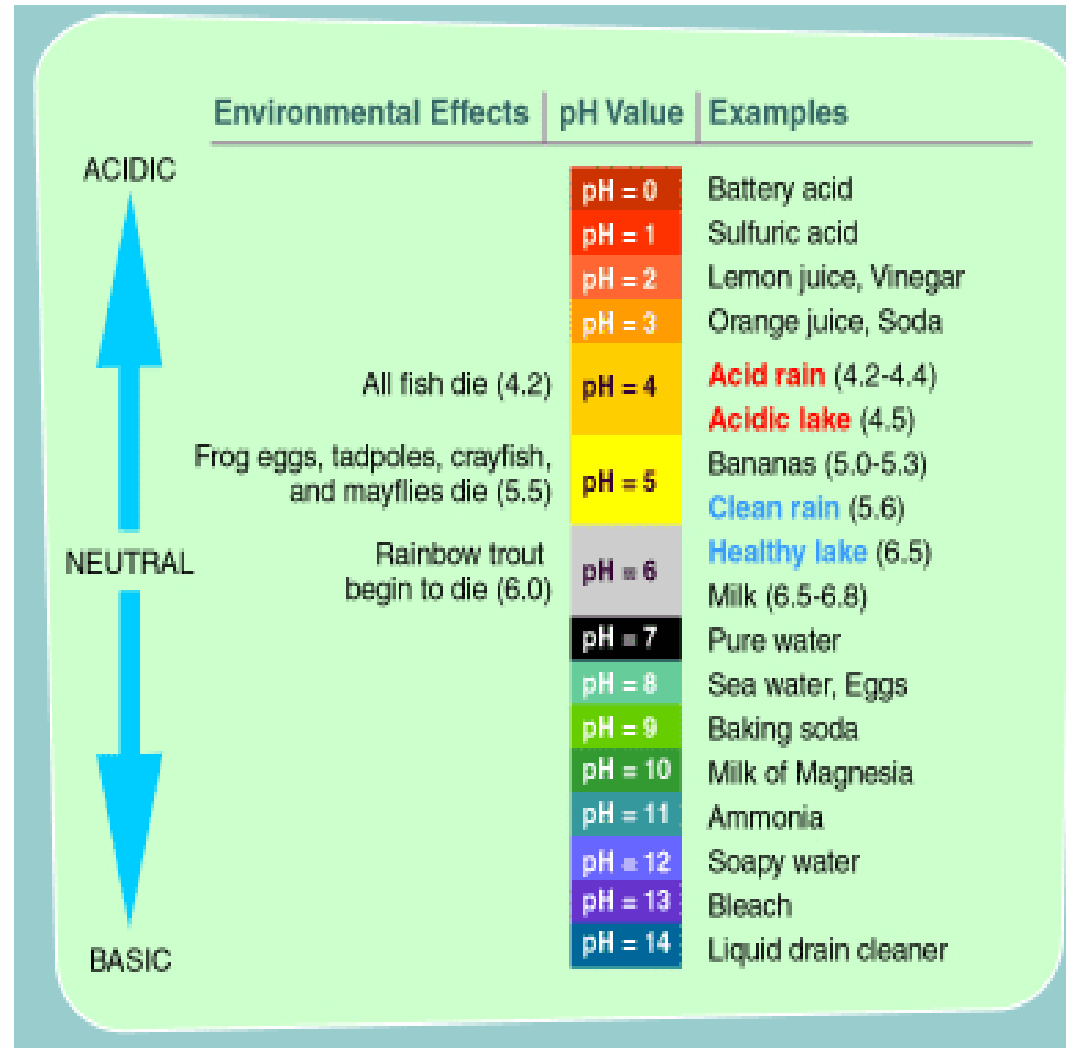 Environmental Effects pH Value Examples
ACIDIC
pH = 0 Battery acid
pH = 1 Sulfuric acid
pH = 2 Lemon juice, Vinegar
pH = 3 Orange juice, Soda
All fish die (4.2) pH = 4 Acid rain (4.2-4.4)
Acidic lake (4.5)
Frog eggs, tadpoles, crayfish,
and mayflies die (5.5) pH = 5 Bananas (5.0-5.3)
Clean rain (5.6)
NEUTRAL
Rainbow trout
begin to die (6.0) pH = 6 Healthy lake (6.5)
Milk (6.5-6.8)
pH = 7 Pure water
pH = 8 Sea water, Eggs
pH = 9 Baking soda
pH = 10 Milk of Magnesia
pH = 11 Ammonia
pH = 12 Soapy water
pH = 13 Bleach
pH = 14 Liquid drain cleaner
BASIC